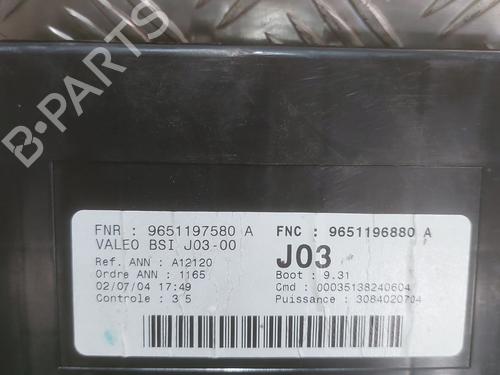 FNR : 9651197580 A
FNC : 9651196880 A
VALEO BSI J03-00
J03
Ref. ANN : A12120
Boot : 9.31
Ordre ANN : 1165
Cmd : 00035138240604
02/07/04 17:49
Puissance : 3084020704
Controle : 3 5
B-PARTS